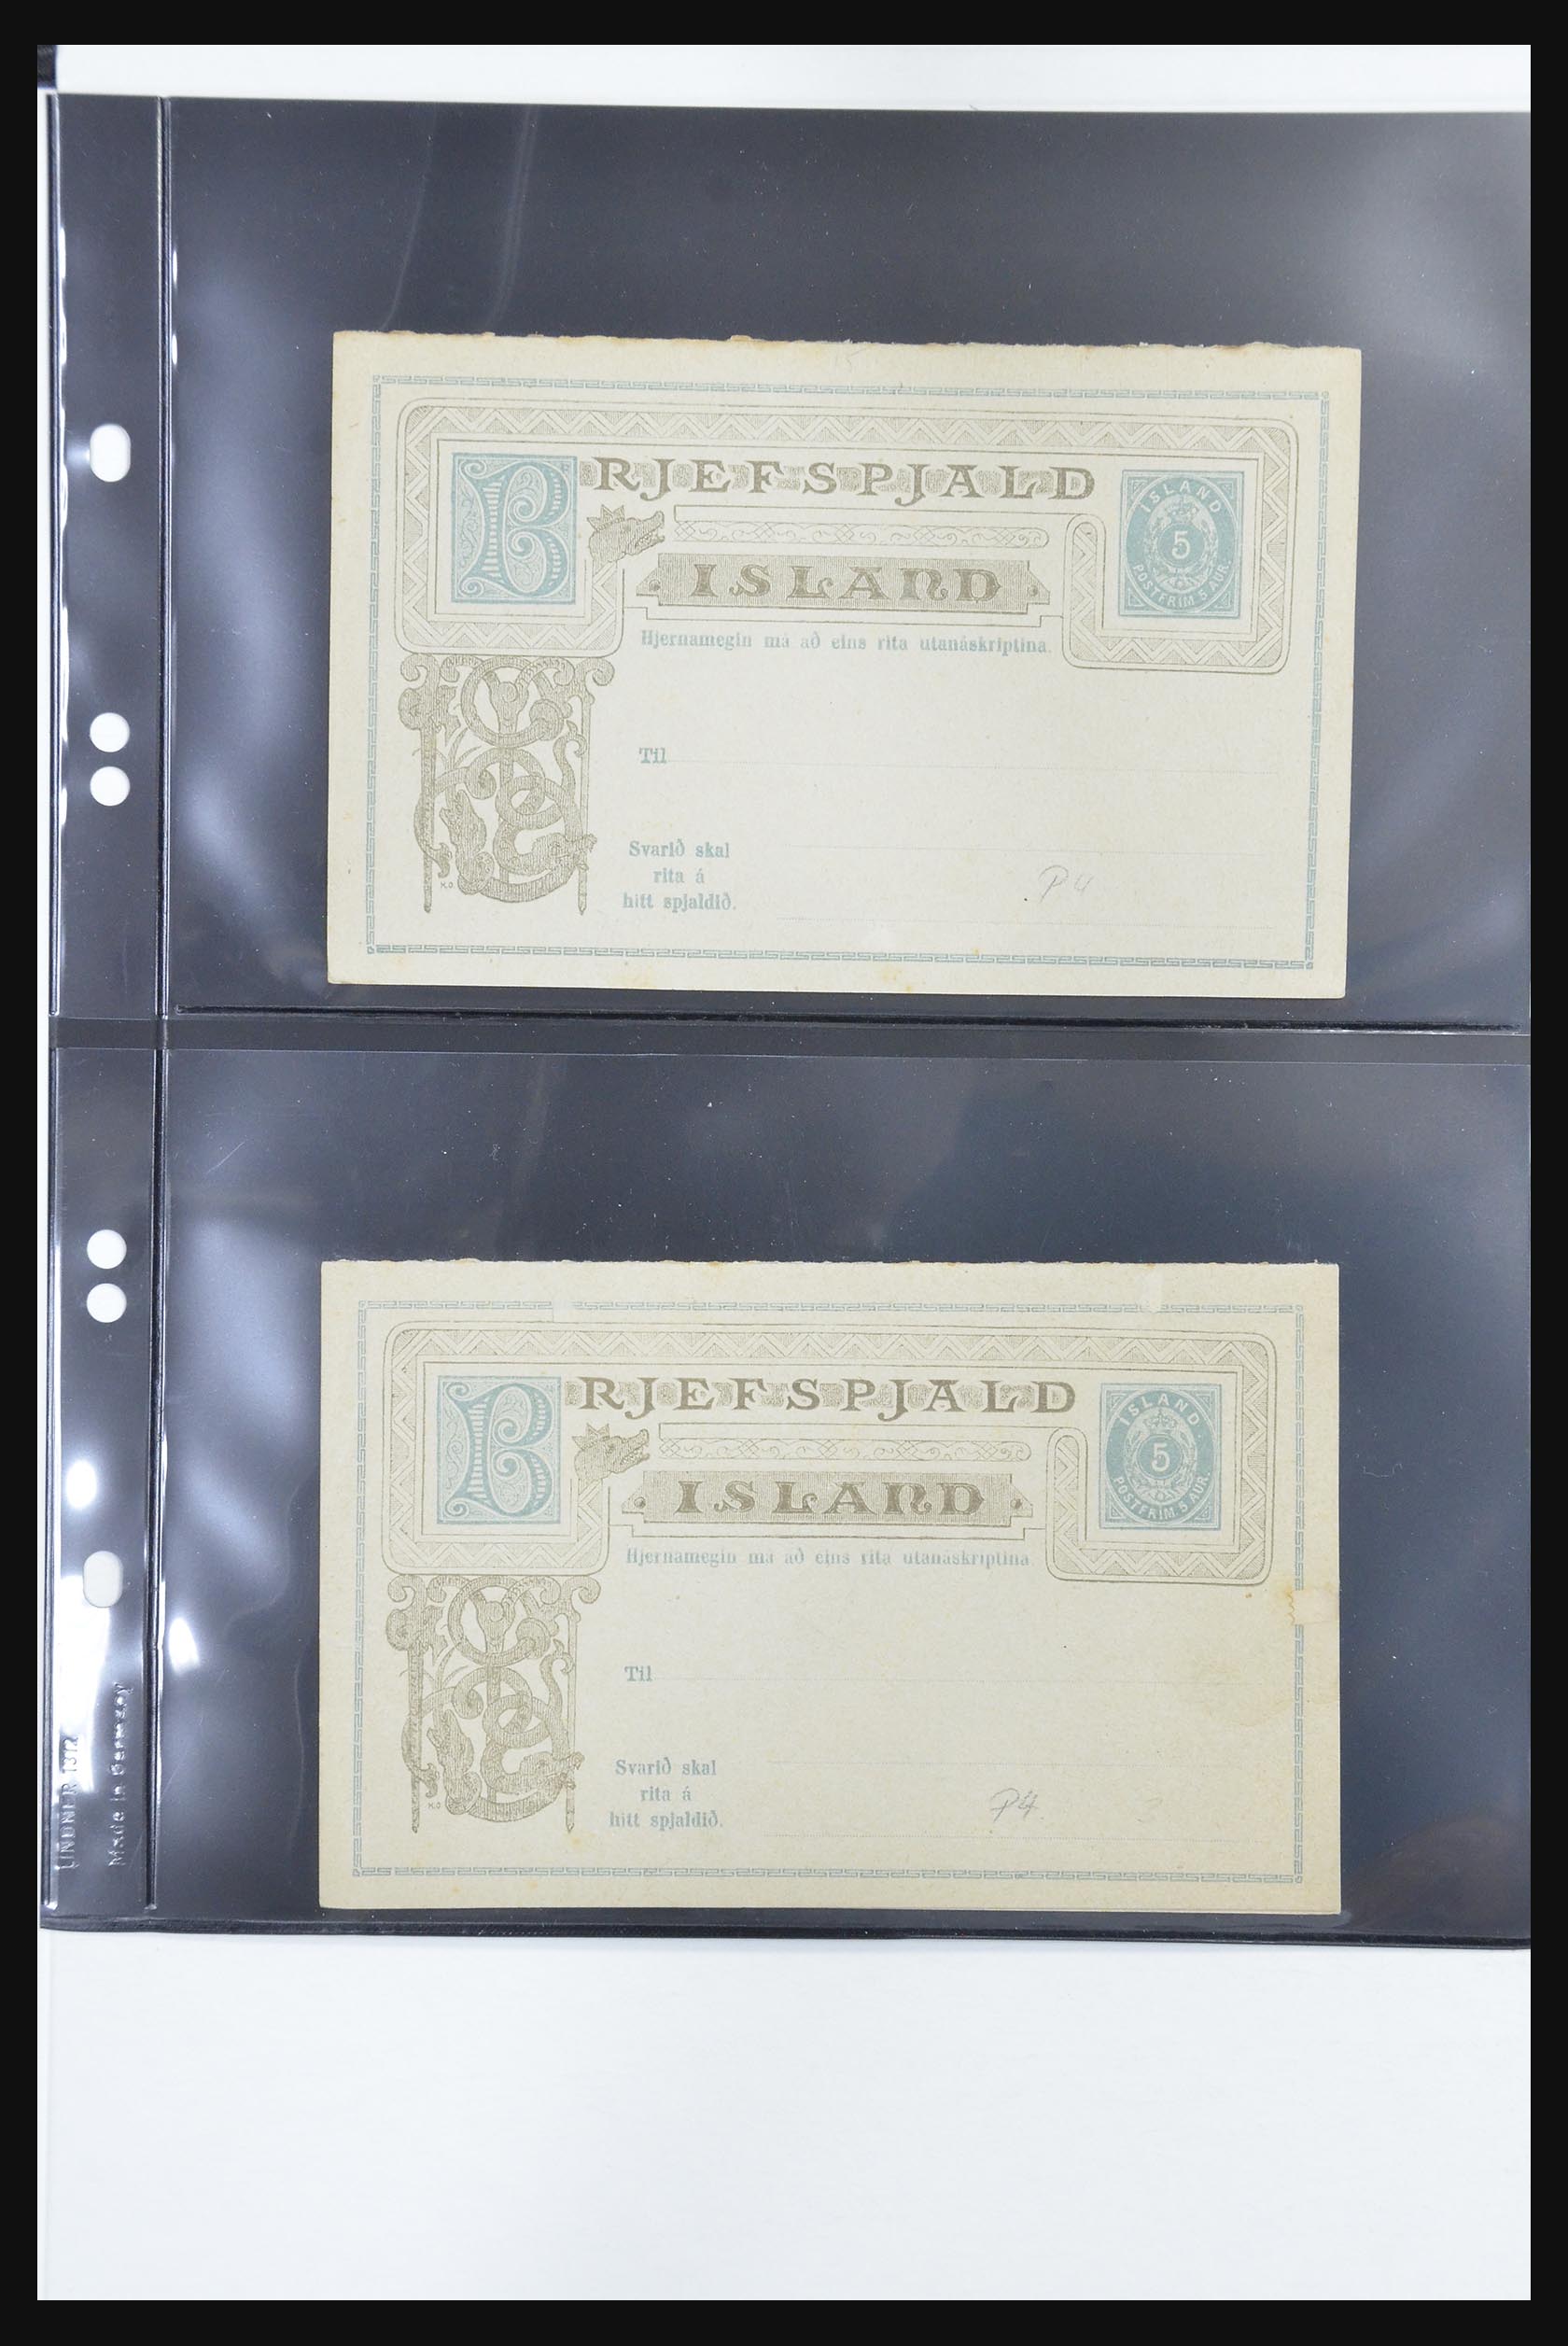 BRJEFSPJALD
ISLAND
Hjernamegin má að eins rita utanáskriptina.
ISLAND
5
POSTFRIM. 5 AUR.
Til
Svarið skal
rita á
hitt spjaldið.
P4
K.O.
BRJEFSPJALD
ISLAND
Hjernamegin má að eins rita utanáskriptina.
ISLAND
5
POSTFRIM. 5 AUR.
Til
Svarið skal
rita á
hitt spjaldið.
P4
K.O.
LINDNER 1312
Made in Germany